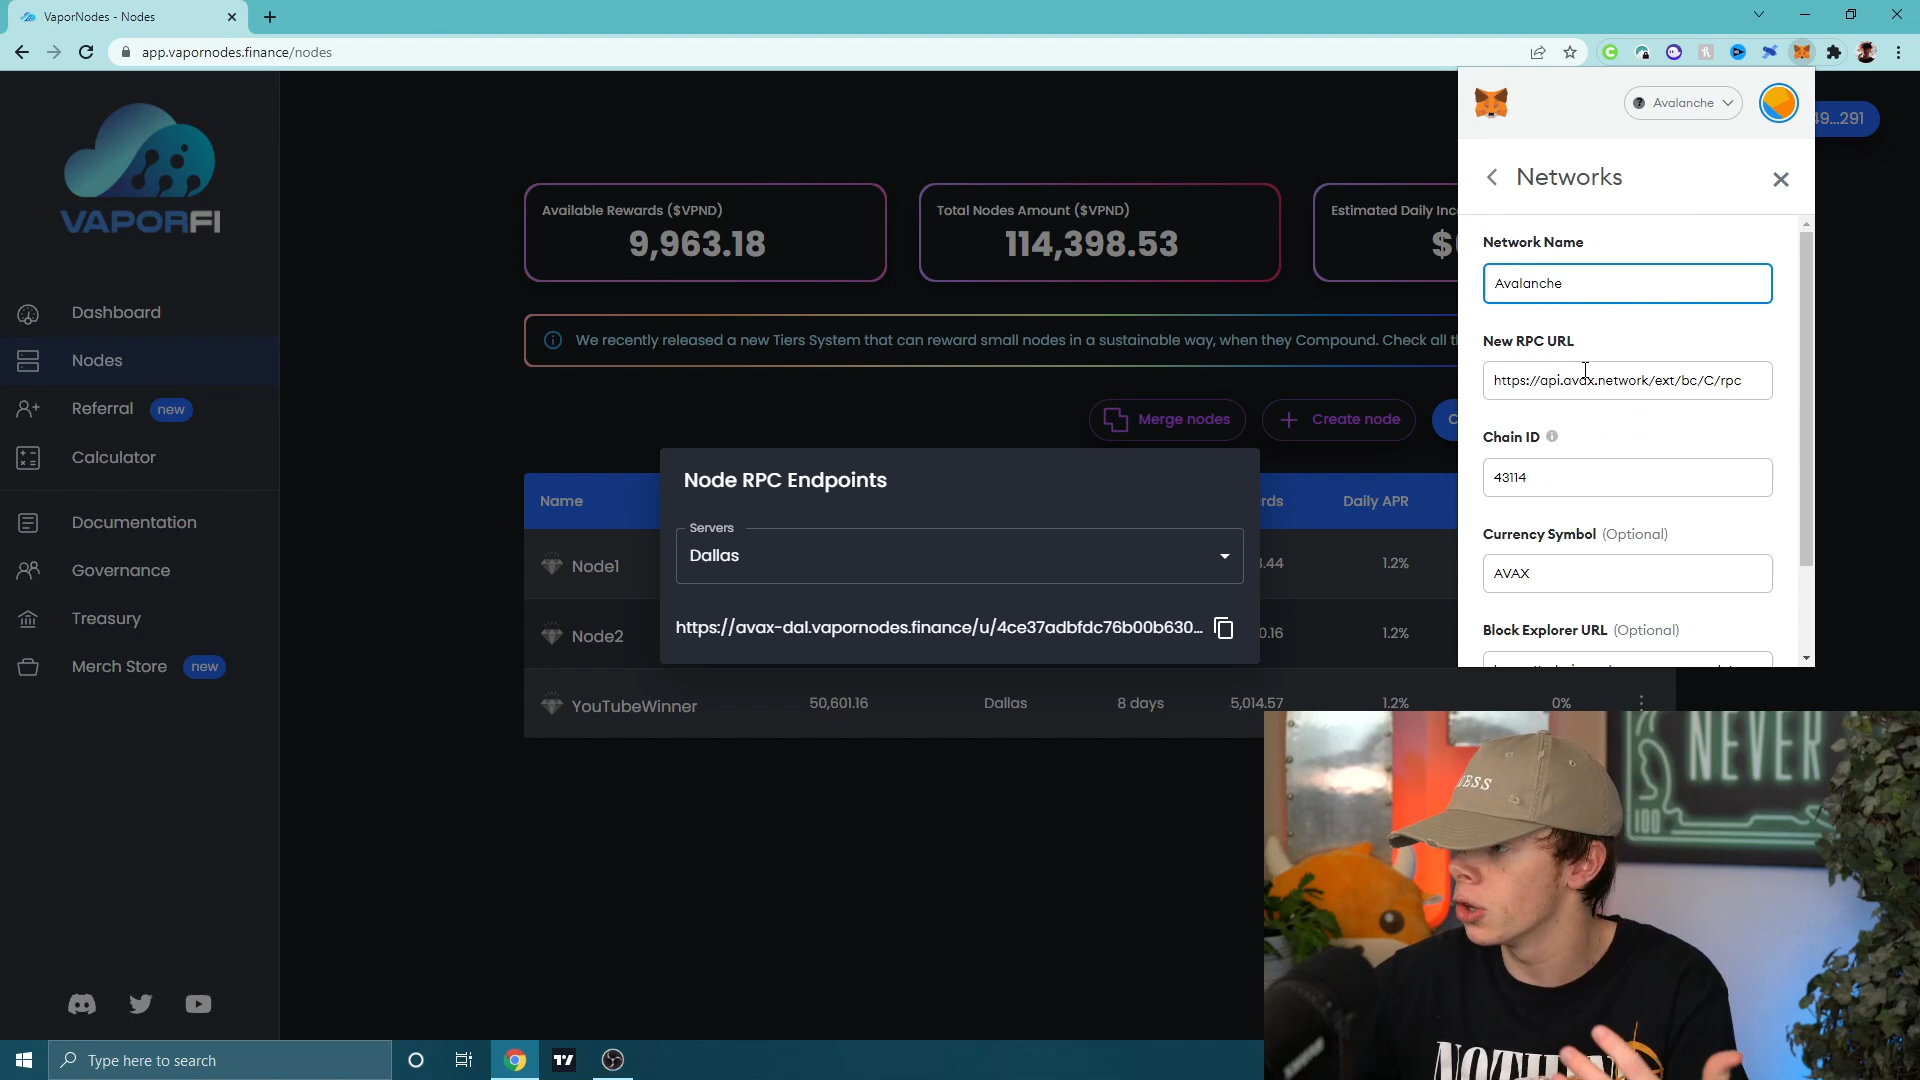 VaporNodes - Nodes
app.vapornodes.finance/nodes
VAPORFI
Dashboard
Nodes
Referral new
Calculator
Documentation
Governance
Treasury
Merch Store new
Available Rewards ($VPND)
9,963.18
Total Nodes Amount ($VPND)
114,398.53
Estimated Daily Inc
$
We recently released a new Tiers System that can reward small nodes in a sustainable way, when they Compound. Check all t
Merge nodes
Create node
C
Name
rds
Daily APR
Node1
.44
1.2%
Node2
0.16
1.2%
YouTubeWinner
50,601.16
Dallas
8 days
5,014.57
1.2%
0%
Node RPC Endpoints
Servers
Dallas
https://avax-dal.vapornodes.finance/u/4ce37adbfdc76b00b630...
Avalanche
49...291
Networks
Network Name
Avalanche
New RPC URL
https://api.avax.network/ext/bc/C/rpc
Chain ID
43114
Currency Symbol (Optional)
AVAX
Block Explorer URL (Optional)
NEVER
100
ESS
Type here to search